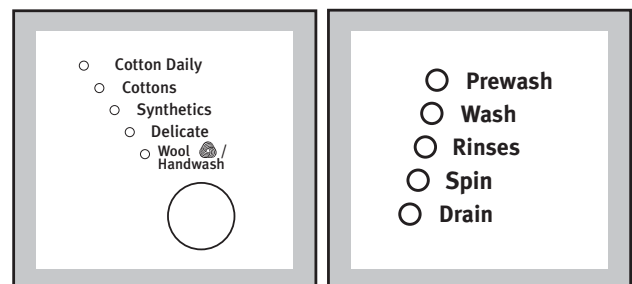 Cotton Daily
Cottons
Synthetics
Delicate
Wool /
Handwash
Prewash
Wash
Rinses
Spin
Drain